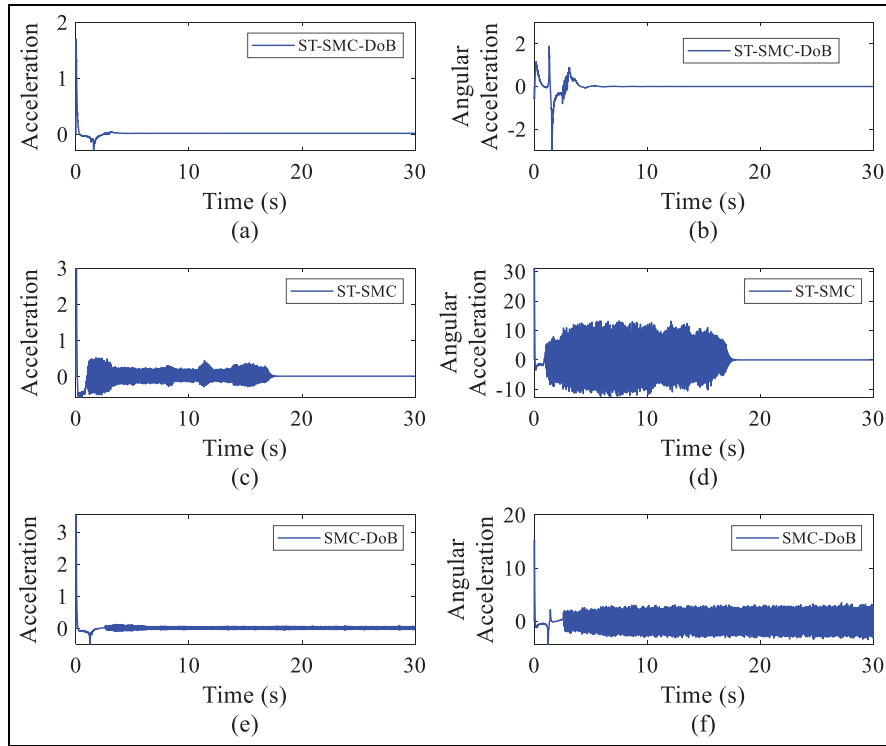 Acceleration
2
1
0
ST-SMC-DoB
0 10 20 30
Time (s)
(a)
Angular
Acceleration
2
0
-2
ST-SMC-DoB
0 10 20 30
Time (s)
(b)
Acceleration
3
2
1
0
ST-SMC
0 10 20 30
Time (s)
(c)
Angular
Acceleration
30
20
10
0
-10
ST-SMC
0 10 20 30
Time (s)
(d)
Acceleration
3
2
1
0
SMC-DoB
0 10 20 30
Time (s)
(e)
Angular
Acceleration
20
10
0
SMC-DoB
0 10 20 30
Time (s)
(f)